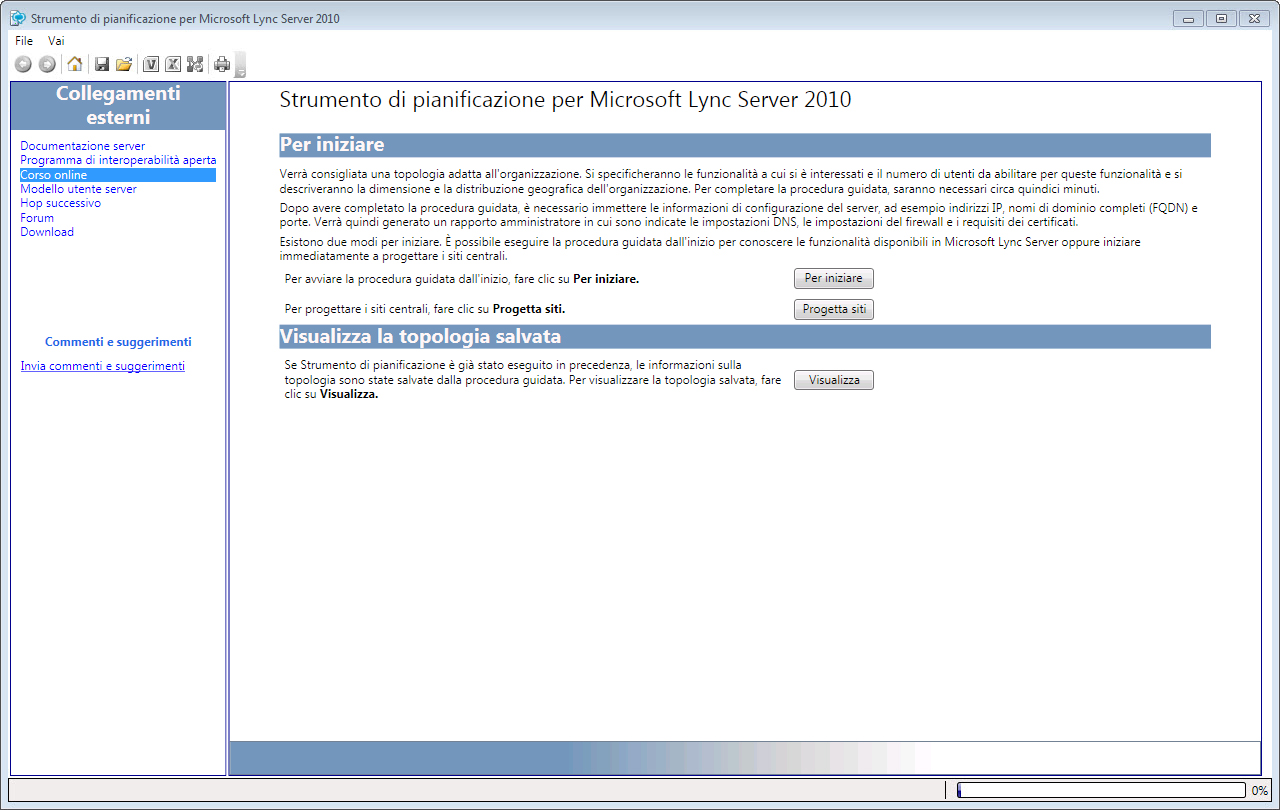 Strumento di pianificazione per Microsoft Lync Server 2010
File Vai
Collegamenti
esterni
Documentazione server
Programma di interoperabilità aperta
Corso online
Modello utente server
Hop successivo
Forum
Download
Commenti e suggerimenti
Invia commenti e suggerimenti
Strumento di pianificazione per Microsoft Lync Server 2010
Per iniziare
Verrà consigliata una topologia adatta all'organizzazione. Si specificheranno le funzionalità a cui si è interessati e il numero di utenti da abilitare per queste funzionalità e si
descriveranno la dimensione e la distribuzione geografica dell'organizzazione. Per completare la procedura guidata, saranno necessari circa quindici minuti.
Dopo avere completato la procedura guidata, è necessario immettere le informazioni di configurazione del server, ad esempio indirizzi IP, nomi di dominio completi (FQDN) e
porte. Verrà quindi generato un rapporto amministratore in cui sono indicate le impostazioni DNS, le impostazioni del firewall e i requisiti dei certificati.
Esistono due modi per iniziare. È possibile eseguire la procedura guidata dall'inizio per conoscere le funzionalità disponibili in Microsoft Lync Server oppure iniziare
immediatamente a progettare i siti centrali.
Per avviare la procedura guidata dall'inizio, fare clic su Per iniziare.
Per iniziare
Per progettare i siti centrali, fare clic su Progetta siti.
Progetta siti
Visualizza la topologia salvata
Se Strumento di pianificazione è già stato eseguito in precedenza, le informazioni sulla
topologia sono state salvate dalla procedura guidata. Per visualizzare la topologia salvata, fare
clic su Visualizza.
Visualizza
0%